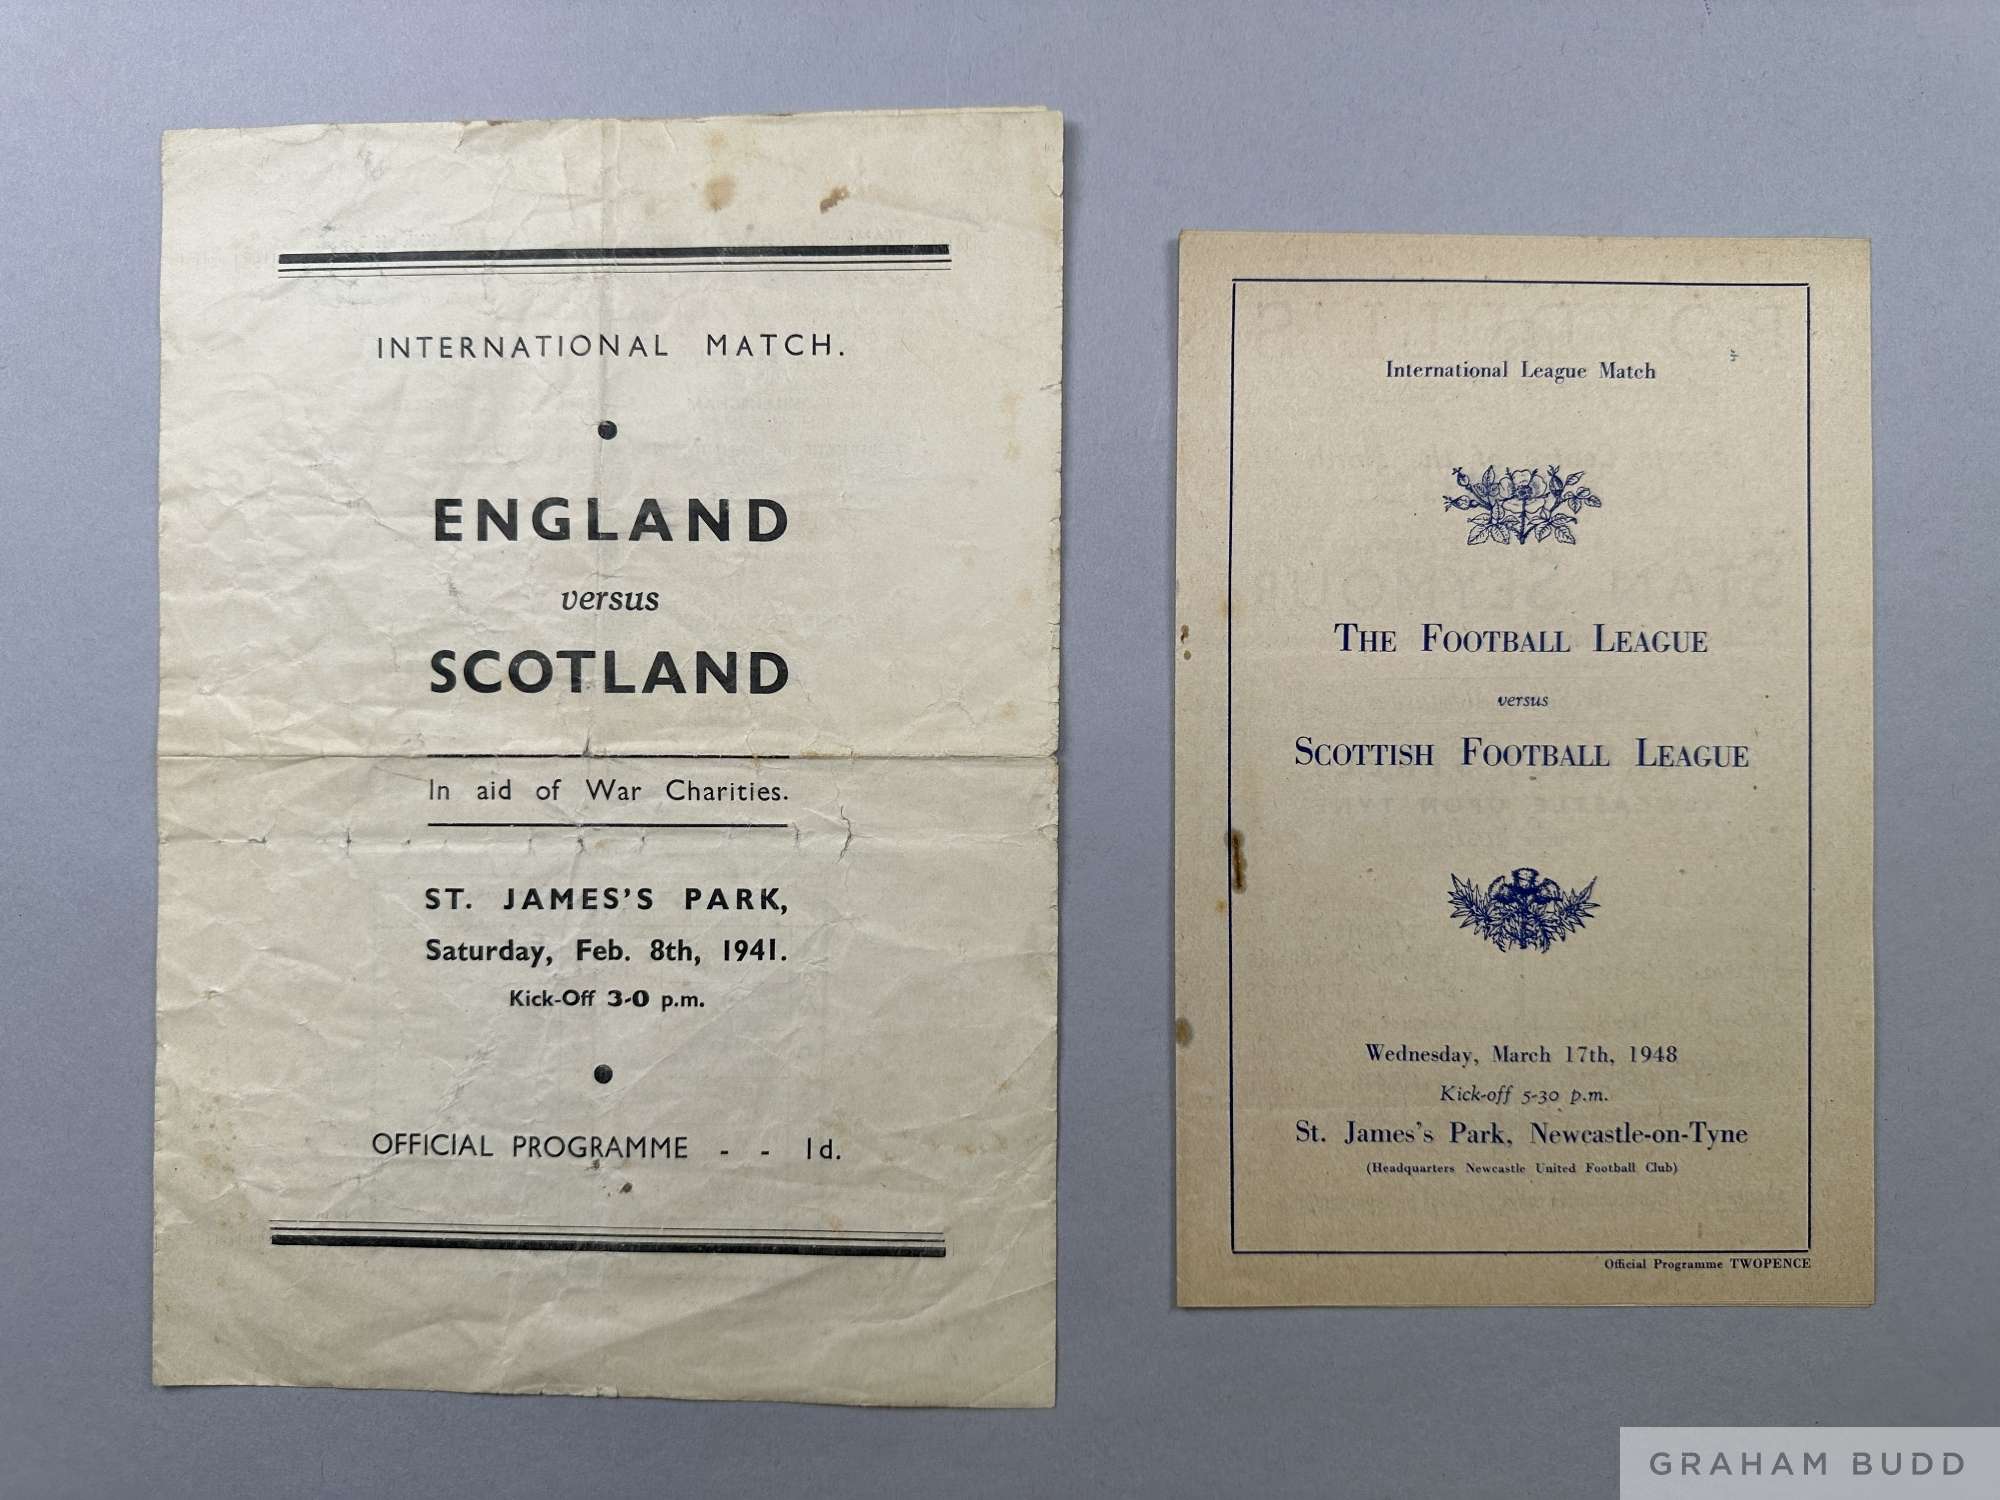 INTERNATIONAL MATCH.
ENGLAND
versus
SCOTLAND
In aid of War Charities.
ST. JAMES'S PARK,
Saturday, Feb. 8th, 1941.
Kick-Off 3-0 p.m.
OFFICIAL PROGRAMME - - 1d.
International League Match
THE FOOTBALL LEAGUE
versus
SCOTTISH FOOTBALL LEAGUE
Wednesday, March 17th, 1948
Kick-off 5-30 p.m.
St. James's Park, Newcastle-on-Tyne
(Headquarters Newcastle United Football Club)
Official Programme TWOPENCE
GRAHAM BUDD